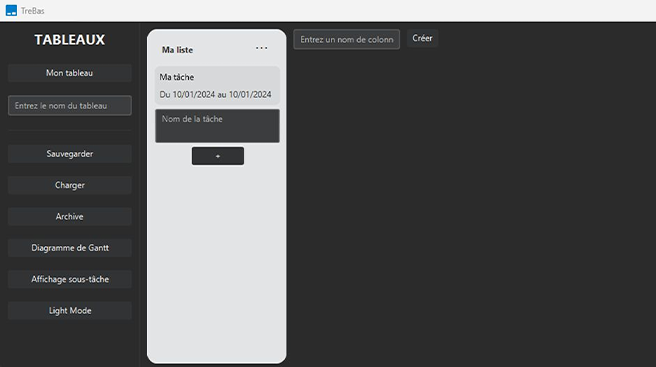 TreBas
TABLEAUX
Mon tableau
Entrez le nom du tableau
Sauvegarder
Charger
Archive
Diagramme de Gantt
Affichage sous-tâche
Light Mode
Ma liste ...
Ma tâche
Du 10/01/2024 au 10/01/2024
Nom de la tâche
+
Entrez un nom de colonn
Créer